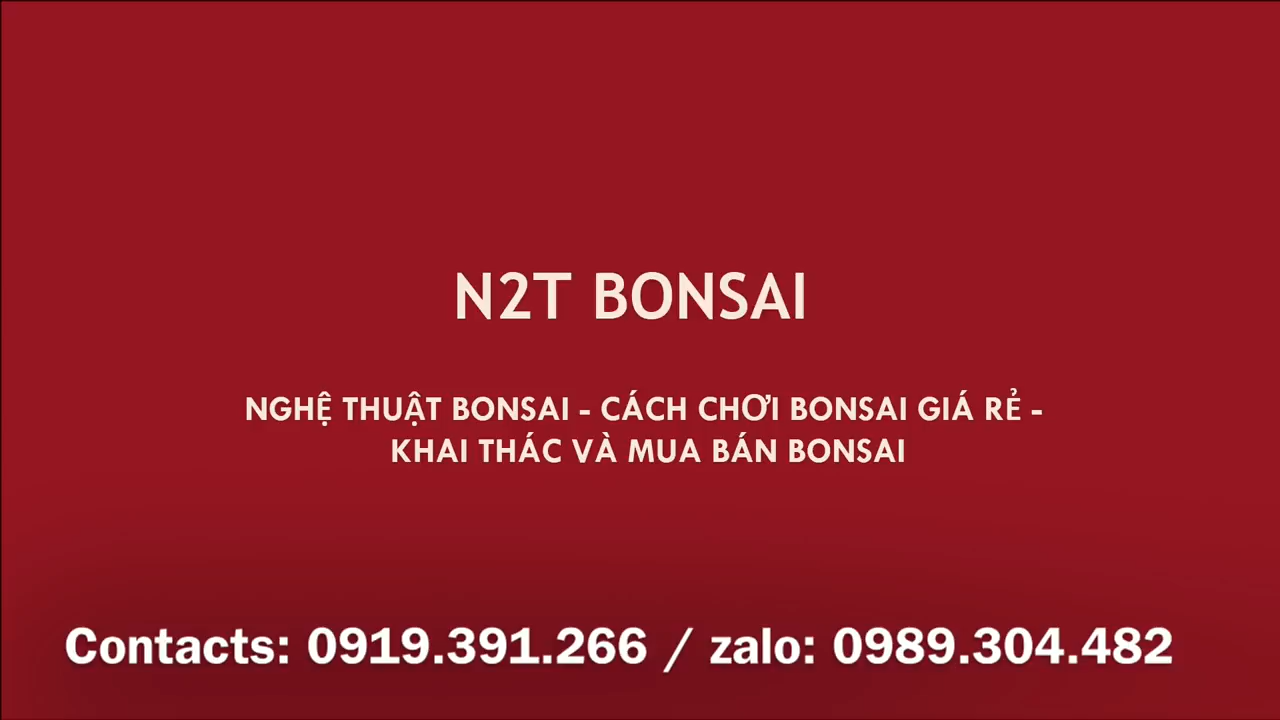 N2T BONSAI
NGHỆ THUẬT BONSAI - CÁCH CHƠI BONSAI GIÁ RẺ -
KHAI THÁC VÀ MUA BÁN BONSAI
Contacts: 0919.391.266 / zalo: 0989.304.482